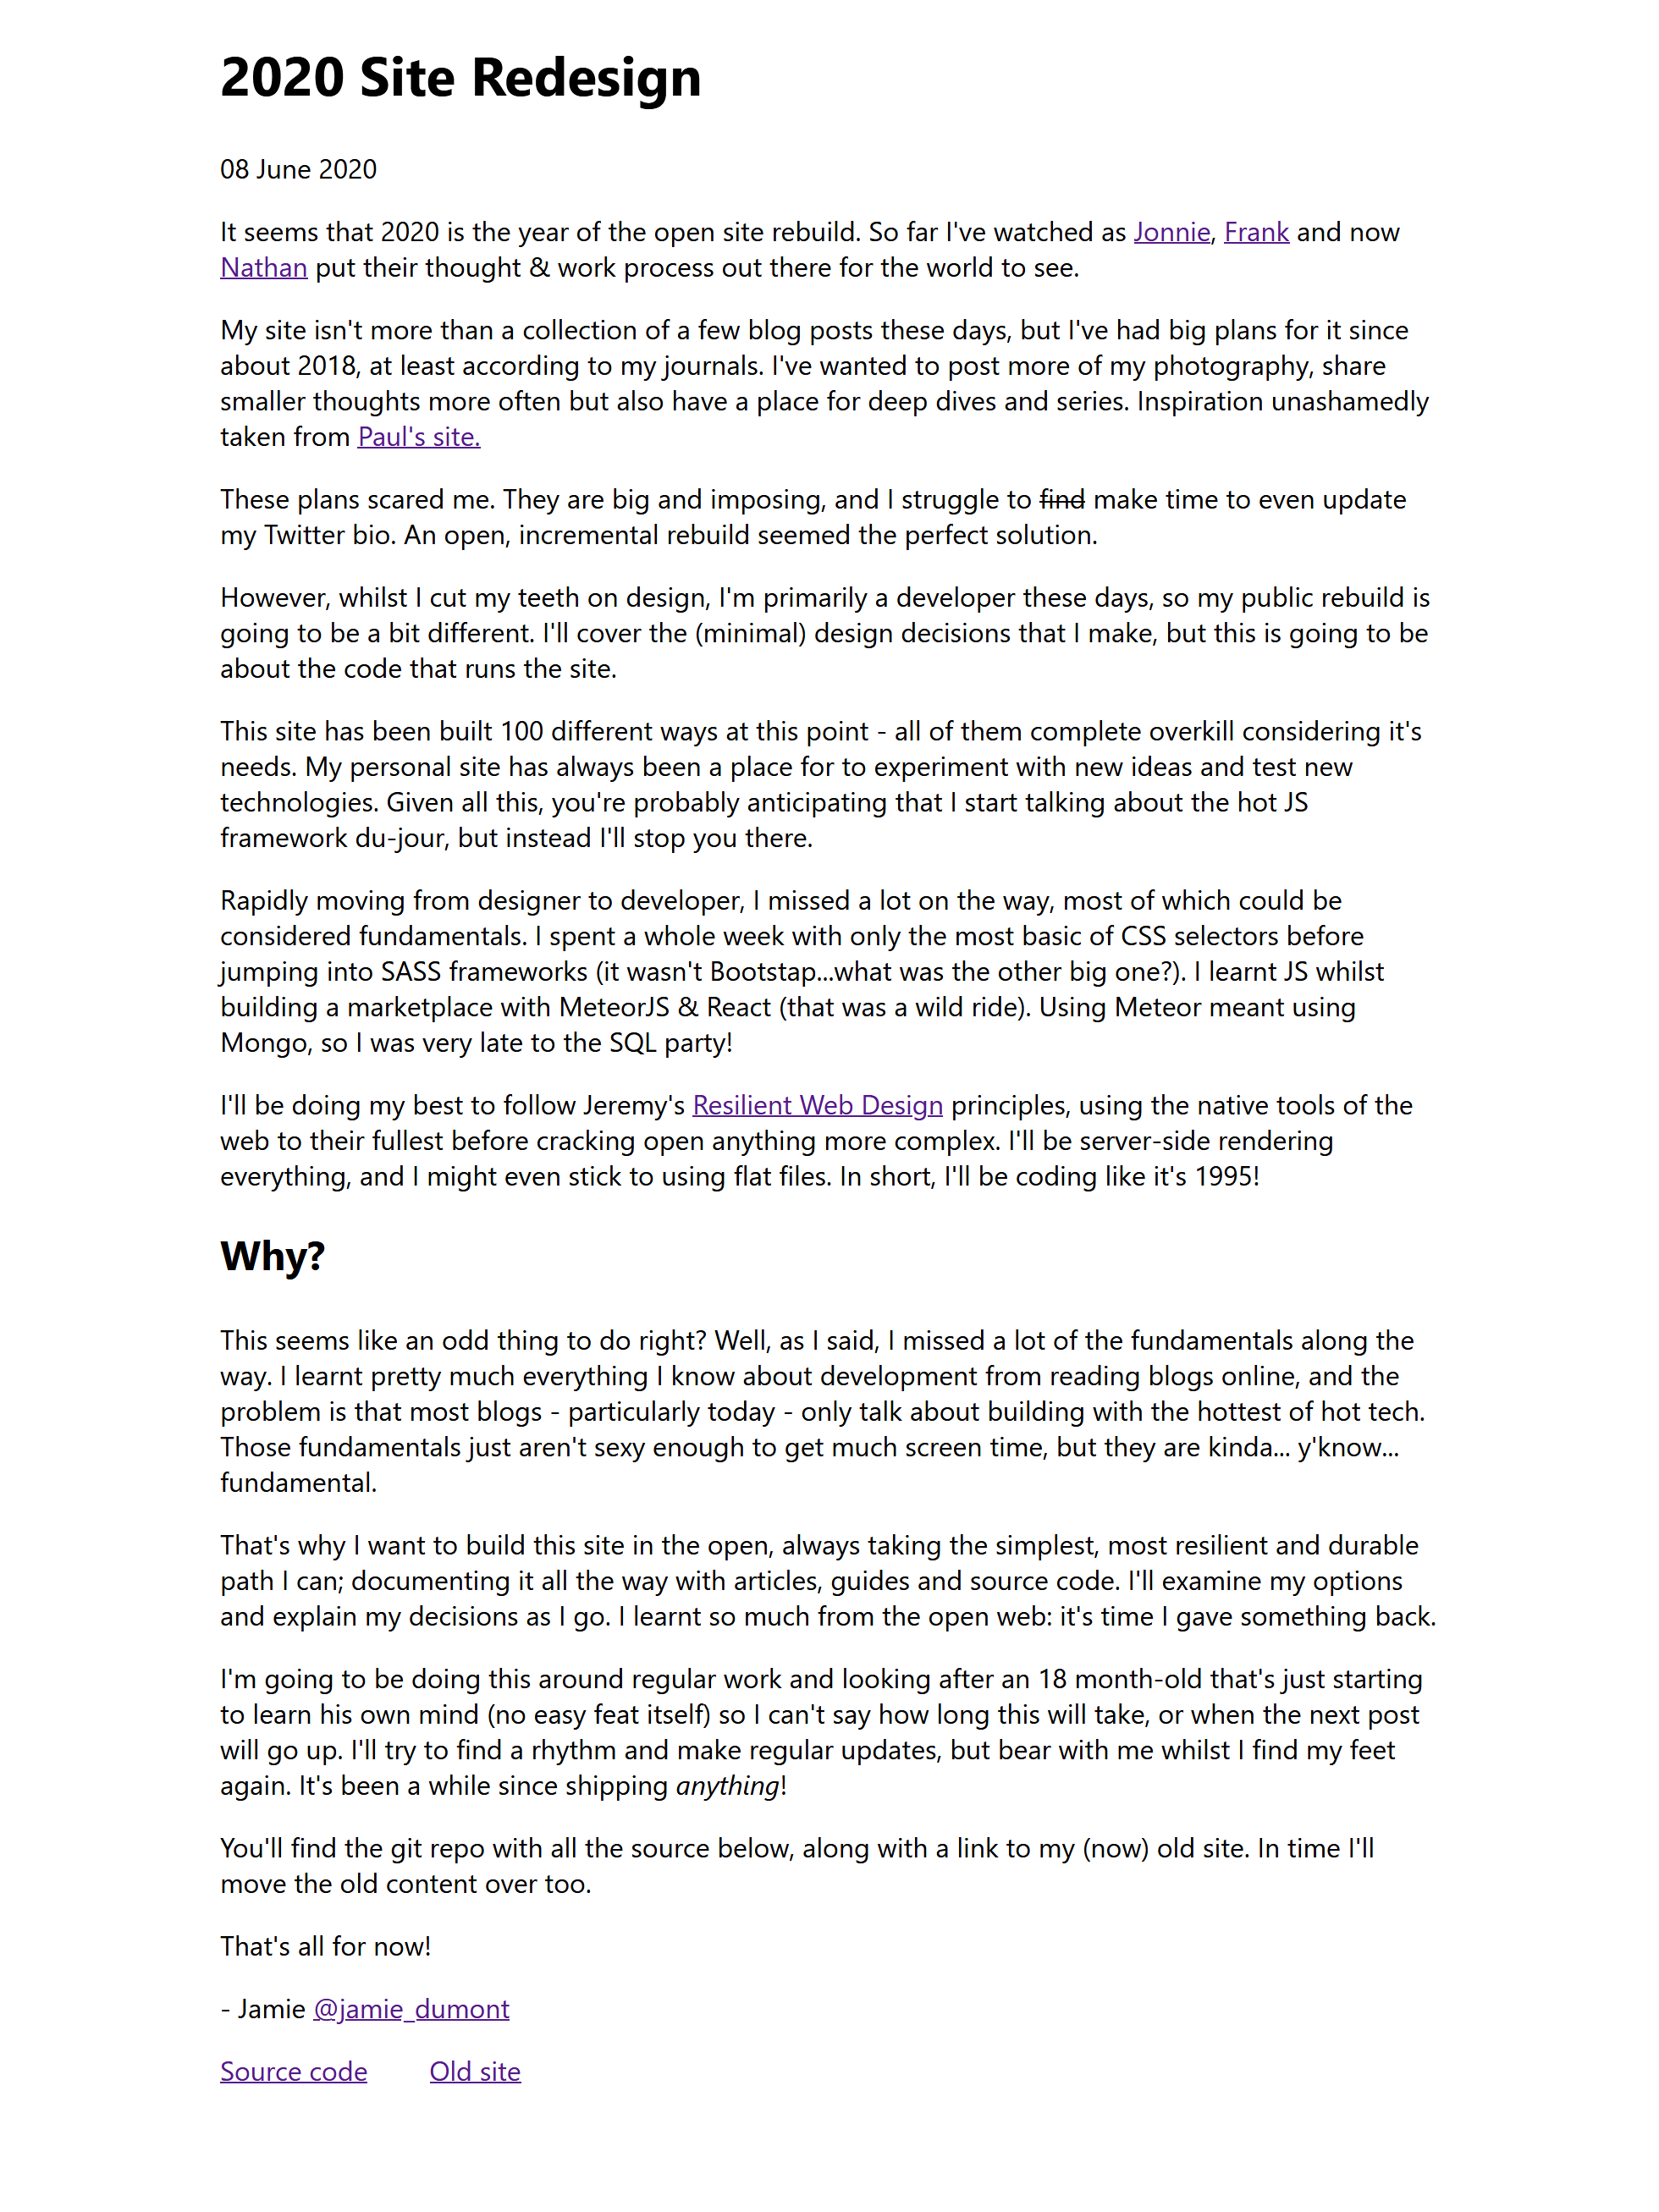 2020 Site Redesign
08 June 2020
It seems that 2020 is the year of the open site rebuild. So far I've watched as Jonnie, Frank and now
Nathan put their thought & work process out there for the world to see.
My site isn't more than a collection of a few blog posts these days, but I've had big plans for it since
about 2018, at least according to my journals. I've wanted to post more of my photography, share
smaller thoughts more often but also have a place for deep dives and series. Inspiration unashamedly
taken from Paul's site.
These plans scared me. They are big and imposing, and I struggle to find make time to even update
my Twitter bio. An open, incremental rebuild seemed the perfect solution.
However, whilst I cut my teeth on design, I'm primarily a developer these days, so my public rebuild is
going to be a bit different. I'll cover the (minimal) design decisions that I make, but this is going to be
about the code that runs the site.
This site has been built 100 different ways at this point - all of them complete overkill considering it's
needs. My personal site has always been a place for to experiment with new ideas and test new
technologies. Given all this, you're probably anticipating that I start talking about the hot JS
framework du-jour, but instead I'll stop you there.
Rapidly moving from designer to developer, I missed a lot on the way, most of which could be
considered fundamentals. I spent a whole week with only the most basic of CSS selectors before
jumping into SASS frameworks (it wasn't Bootstap...what was the other big one?). I learnt JS whilst
building a marketplace with MeteorJS & React (that was a wild ride). Using Meteor meant using
Mongo, so I was very late to the SQL party!
I'll be doing my best to follow Jeremy's Resilient Web Design principles, using the native tools of the
web to their fullest before cracking open anything more complex. I'll be server-side rendering
everything, and I might even stick to using flat files. In short, I'll be coding like it's 1995!
Why?
This seems like an odd thing to do right? Well, as I said, I missed a lot of the fundamentals along the
way. I learnt pretty much everything I know about development from reading blogs online, and the
problem is that most blogs - particularly today - only talk about building with the hottest of hot tech.
Those fundamentals just aren't sexy enough to get much screen time, but they are kinda... y'know...
fundamental.
That's why I want to build this site in the open, always taking the simplest, most resilient and durable
path I can; documenting it all the way with articles, guides and source code. I'll examine my options
and explain my decisions as I go. I learnt so much from the open web: it's time I gave something back.
I'm going to be doing this around regular work and looking after an 18 month-old that's just starting
to learn his own mind (no easy feat itself) so I can't say how long this will take, or when the next post
will go up. I'll try to find a rhythm and make regular updates, but bear with me whilst I find my feet
again. It's been a while since shipping anything!
You'll find the git repo with all the source below, along with a link to my (now) old site. In time I'll
move the old content over too.
That's all for now!
- Jamie @jamie_dumont
Source code Old site